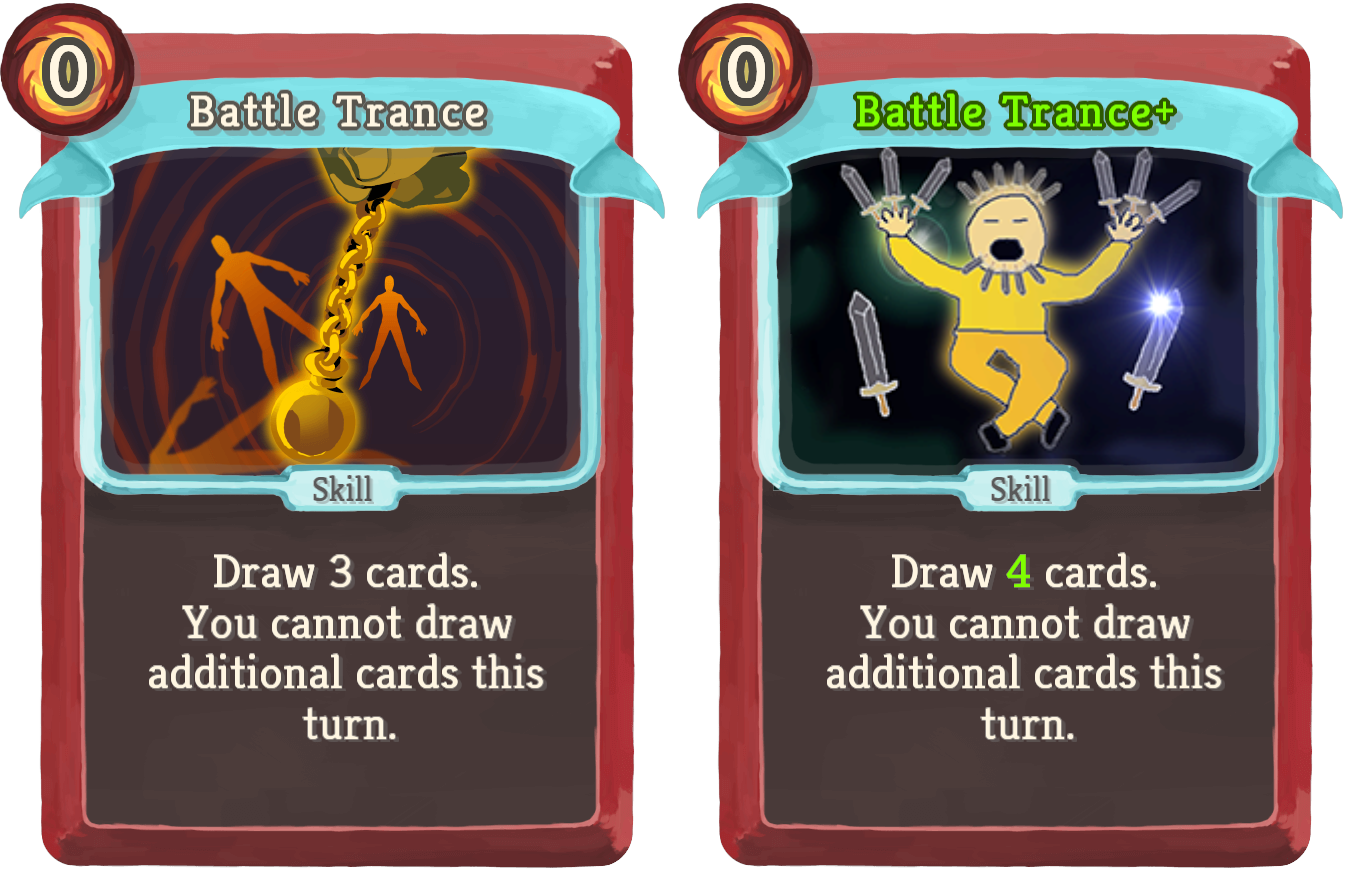 0
Battle Trance
Skill
Draw 3 cards.
You cannot draw
additional cards this
turn.
0
Battle Trance+
Skill
Draw 4 cards.
You cannot draw
additional cards this
turn.